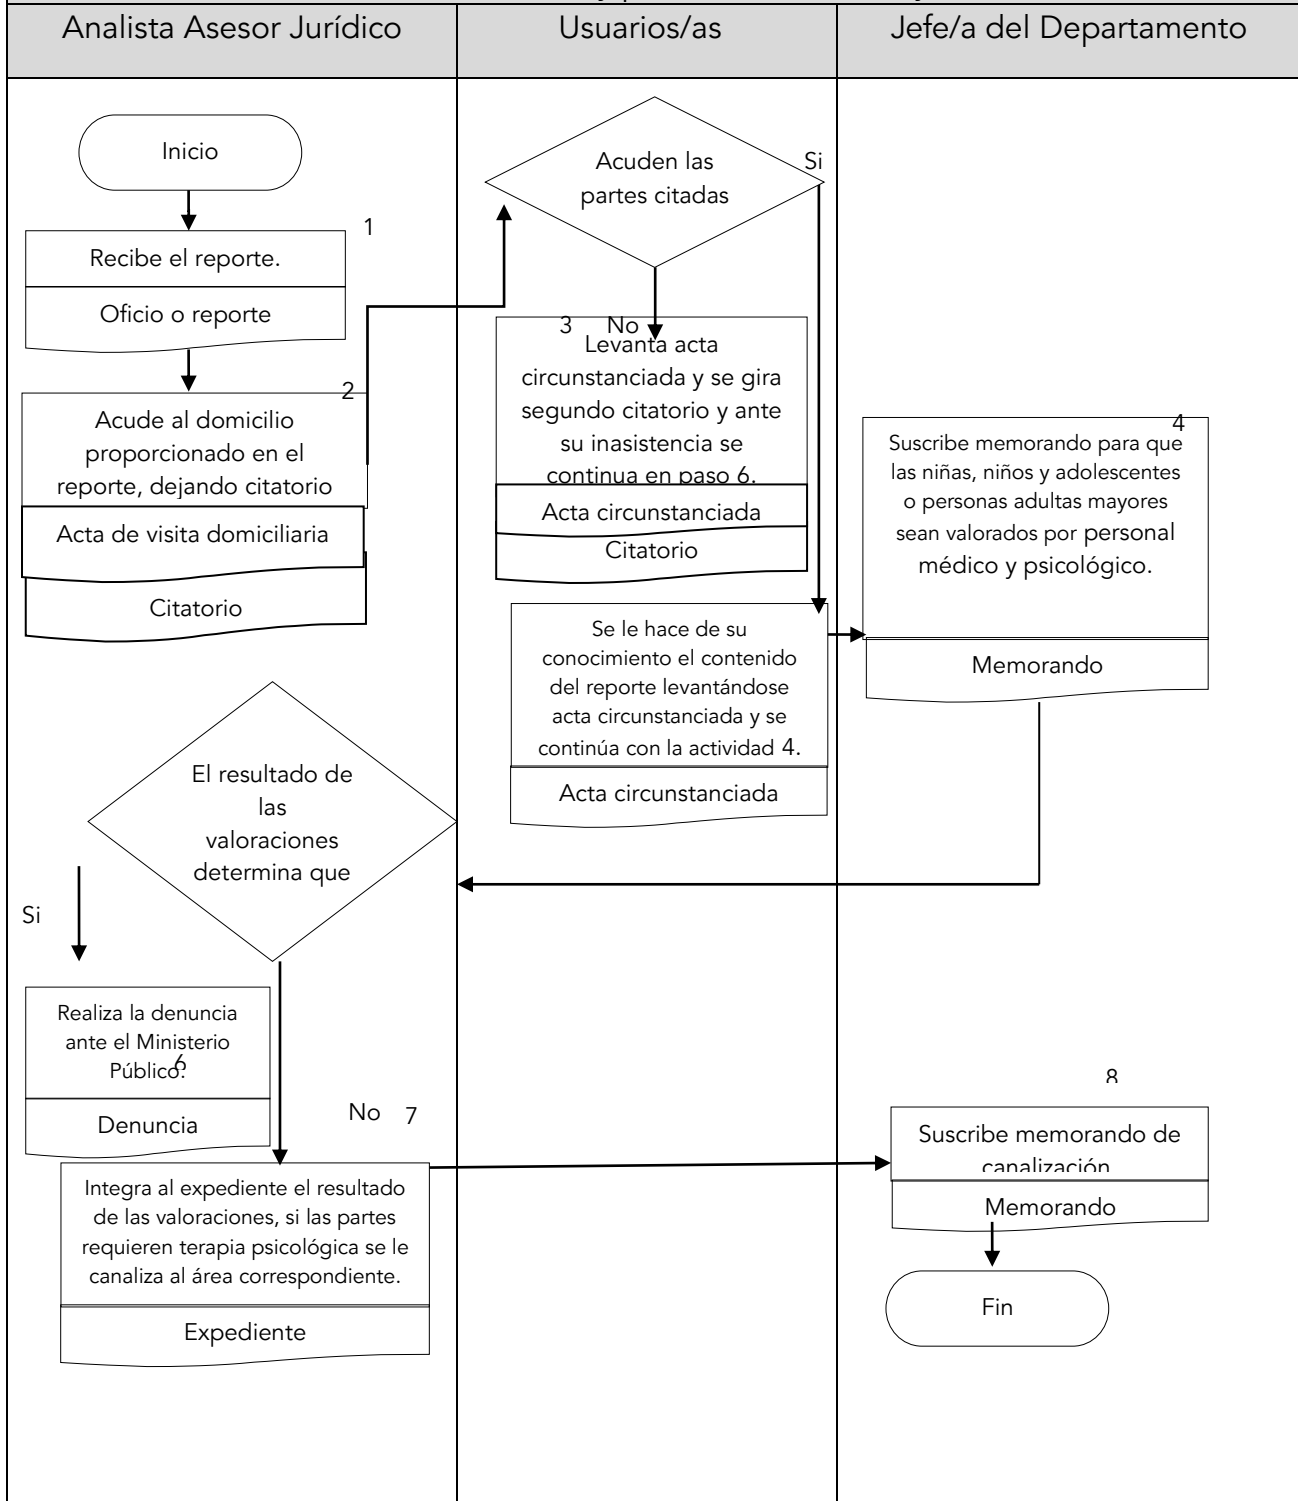 Analista Asesor Jurídico
Usuarios/as
Jefe/a del Departamento
Inicio
1
Recibe el reporte.
Oficio o reporte
2
Acude al domicilio
proporcionado en el
reporte, dejando citatorio
Acta de visita domiciliaria
Citatorio
Acuden las
partes citadas
Si
3
No
Levanta acta
circunstanciada y se gira
segundo citatorio y ante
su inasistencia se
continua en paso 6.
Acta circunstanciada
Citatorio
Se le hace de su
conocimiento el contenido
del reporte levantándose
acta circunstanciada y se
continúa con la actividad 4.
Acta circunstanciada
4
Suscribe memorando para que
las niñas, niños y adolescentes
o personas adultas mayores
sean valorados por personal
médico y psicológico.
Memorando
El resultado de
las
valoraciones
determina que
Si
Realiza la denuncia
ante el Ministerio
Público.
6
Denuncia
No
7
Integra al expediente el resultado
de las valoraciones, si las partes
requieren terapia psicológica se le
canaliza al área correspondiente.
Expediente
8
Suscribe memorando de
canalización
Memorando
Fin